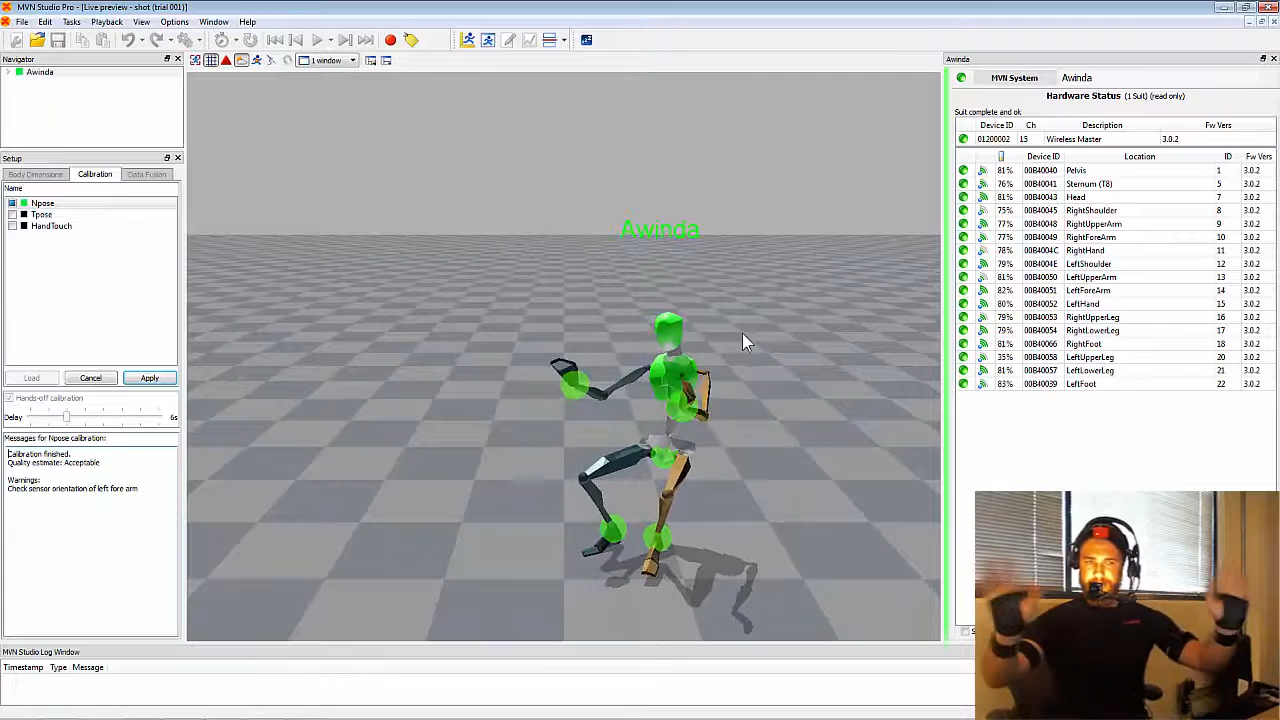 MVN Studio Pro - [Live preview - shot (trial 001)]
File Edit Tasks Playback View Options Window Help
1 window
Navigator
Awinda
Setup
Body Dimensions Calibration Data Fusion
Name
Npose
Tpose
HandTouch
Load Cancel Apply
Hands-off calibration
Delay 6s
Messages for Npose calibration:
Calibration finished.
Quality estimate: Acceptable
Warnings:
Check sensor orientation of left fore arm
Awinda
Awinda
MVN System Awinda
Hardware Status (1 Suit) (read only)
Suit complete and ok
Device ID Ch Description Fw Vers
01200002 15 Wireless Master 3.0.2
Device ID Location ID Fw Vers
81% 00B40040 Pelvis 1 3.0.2
76% 00B40041 Sternum (T8) 5 3.0.2
81% 00B40043 Head 7 3.0.2
75% 00B40045 RightShoulder 8 3.0.2
77% 00B40048 RightUpperArm 9 3.0.2
77% 00B40049 RightForeArm 10 3.0.2
78% 00B4004C RightHand 11 3.0.2
79% 00B4004E LeftShoulder 12 3.0.2
81% 00B40050 LeftUpperArm 13 3.0.2
82% 00B40051 LeftForeArm 14 3.0.2
80% 00B40052 LeftHand 15 3.0.2
79% 00B40053 RightUpperLeg 16 3.0.2
79% 00B40054 RightLowerLeg 17 3.0.2
81% 00B40066 RightFoot 18 3.0.2
35% 00B40058 LeftUpperLeg 20 3.0.2
81% 00B40057 LeftLowerLeg 21 3.0.2
83% 00B40039 LeftFoot 22 3.0.2
MVN Studio Log Window
Timestamp Type Message